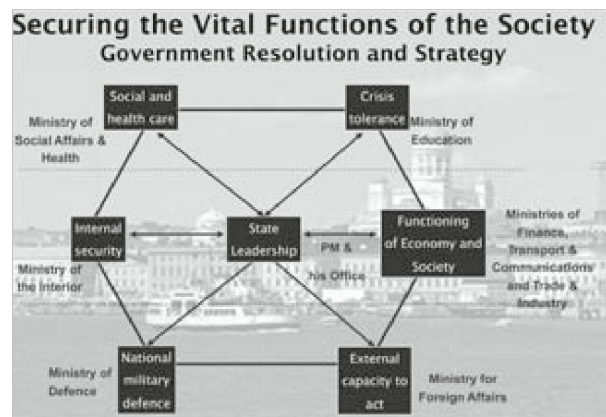 Securing the Vital Functions of the Society
Government Resolution and Strategy
Social and
health care
Crisis
tolerance
Ministry of
Social Affairs &
Health
Ministry of
Education
Internal
security
State
Leadership
Functioning
of Economy and
Society
PM &
his Office
Ministries of
Finance,
Transport &
Communications
and Trade &
Industry
Ministry of
the Interior
Ministry of
Defence
National
military
defence
External
capacity to
act
Ministry for
Foreign Affairs